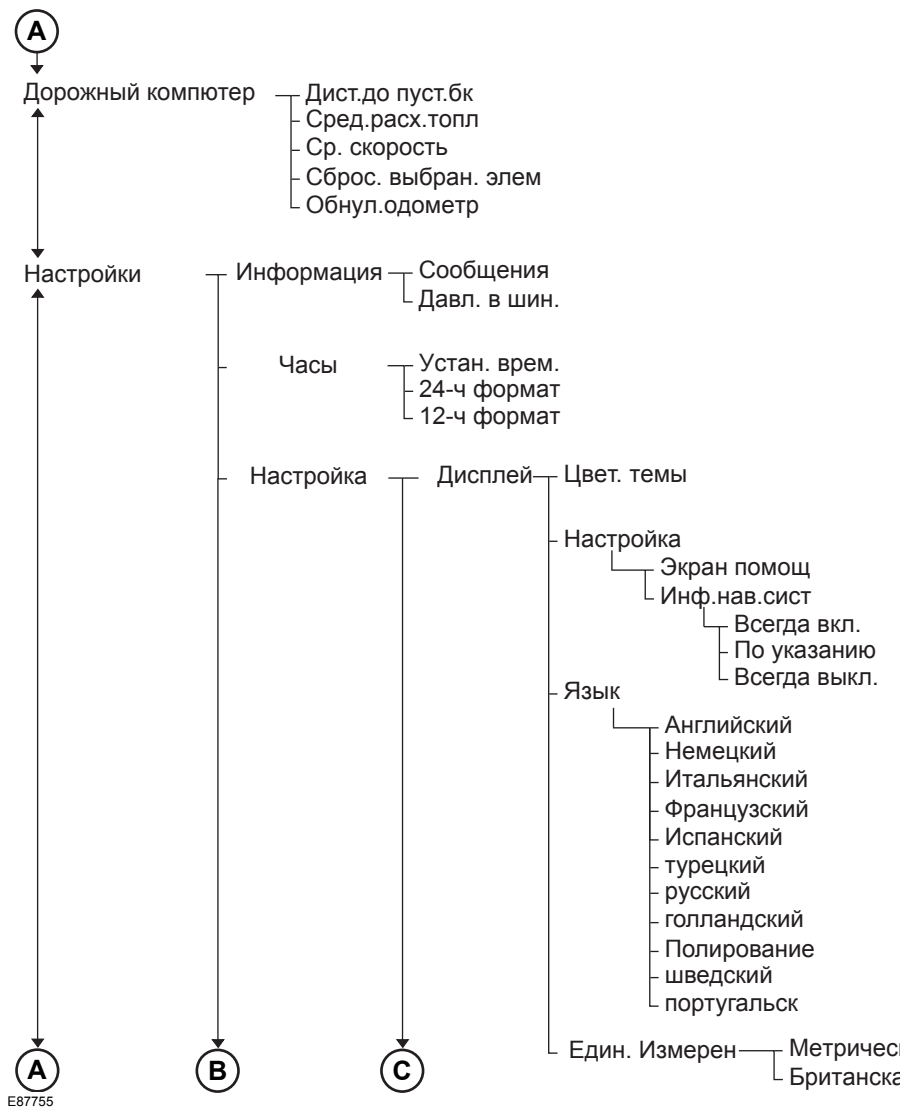 A
Дорожный компютер
Дист.до пуст.бк
Сред.расх.топл
Ср. скорость
Сброс. выбран. элем
Обнул.одометр
Настройки
Информация
Сообщения
Давл. в шин.
Часы
Устан. врем.
24-ч формат
12-ч формат
Настройка
Дисплей
Цвет. темы
Настройка
Экран помощ
Инф.нав.сист
Всегда вкл.
По указанию
Всегда выкл.
Язык
Английский
Немецкий
Итальянский
Французский
Испанский
турецкий
русский
голландский
Полирование
шведский
португальск
Един. Измерен
Метричес
Британска
A
B
C
E87755